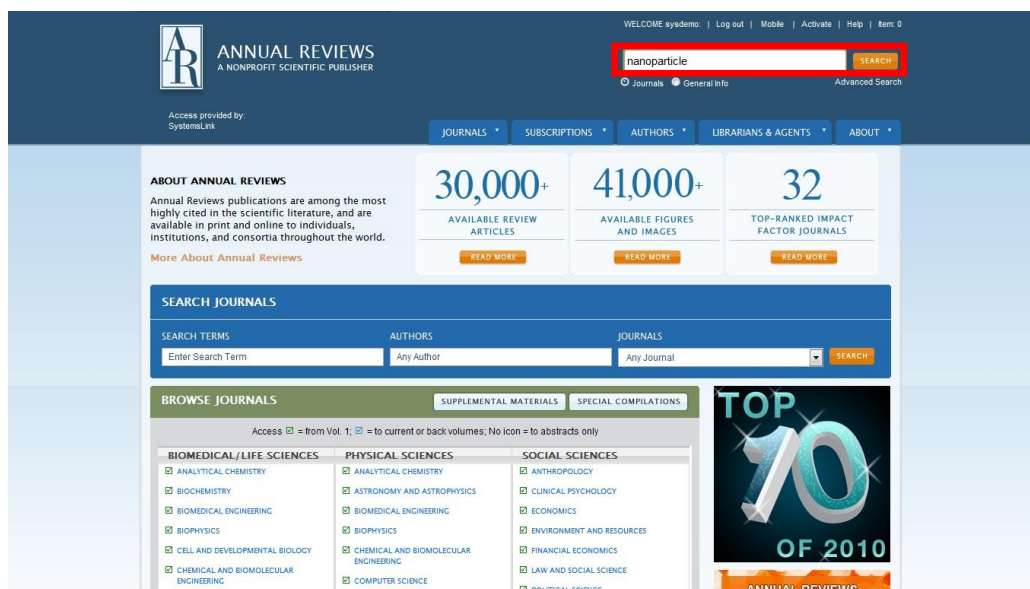 WELCOME sysdemo: | Log out | Mobile | Activate | Help | Item: 0
AR
ANNUAL REVIEWS
A NONPROFIT SCIENTIFIC PUBLISHER
nanoparticle
SEARCH
Journals General Info
Advanced Search
Access provided by:
SystemsLink
JOURNALS SUBSCRIPTIONS AUTHORS LIBRARIANS & AGENTS ABOUT
ABOUT ANNUAL REVIEWS
Annual Reviews publications are among the most
highly cited in the scientific literature, and are
available in print and online to individuals,
institutions, and consortia throughout the world.
More About Annual Reviews
30,000+
AVAILABLE REVIEW
ARTICLES
READ MORE
41,000+
AVAILABLE FIGURES
AND IMAGES
READ MORE
32
TOP-RANKED IMPACT
FACTOR JOURNALS
READ MORE
SEARCH JOURNALS
SEARCH TERMS AUTHORS JOURNALS
Enter Search Term Any Author Any Journal SEARCH
BROWSE JOURNALS SUPPLEMENTAL MATERIALS SPECIAL COMPILATIONS
Access ☑ = from Vol. 1; ☑ = to current or back volumes; No icon = to abstracts only
BIOMEDICAL/LIFE SCIENCES
ANALYTICAL CHEMISTRY
BIOCHEMISTRY
BIOMEDICAL ENGINEERING
BIOPHYSICS
CELL AND DEVELOPMENTAL BIOLOGY
CHEMICAL AND BIOMOLECULAR
ENGINEERING
PHYSICAL SCIENCES
ANALYTICAL CHEMISTRY
ASTRONOMY AND ASTROPHYSICS
BIOMEDICAL ENGINEERING
BIOPHYSICS
CHEMICAL AND BIOMOLECULAR
ENGINEERING
COMPUTER SCIENCE
SOCIAL SCIENCES
ANTHROPOLOGY
CLINICAL PSYCHOLOGY
ECONOMICS
ENVIRONMENT AND RESOURCES
FINANCIAL ECONOMICS
LAW AND SOCIAL SCIENCE
POLITICAL SCIENCE
TOP
10
OF 2010
ANNUAL REVIEWS